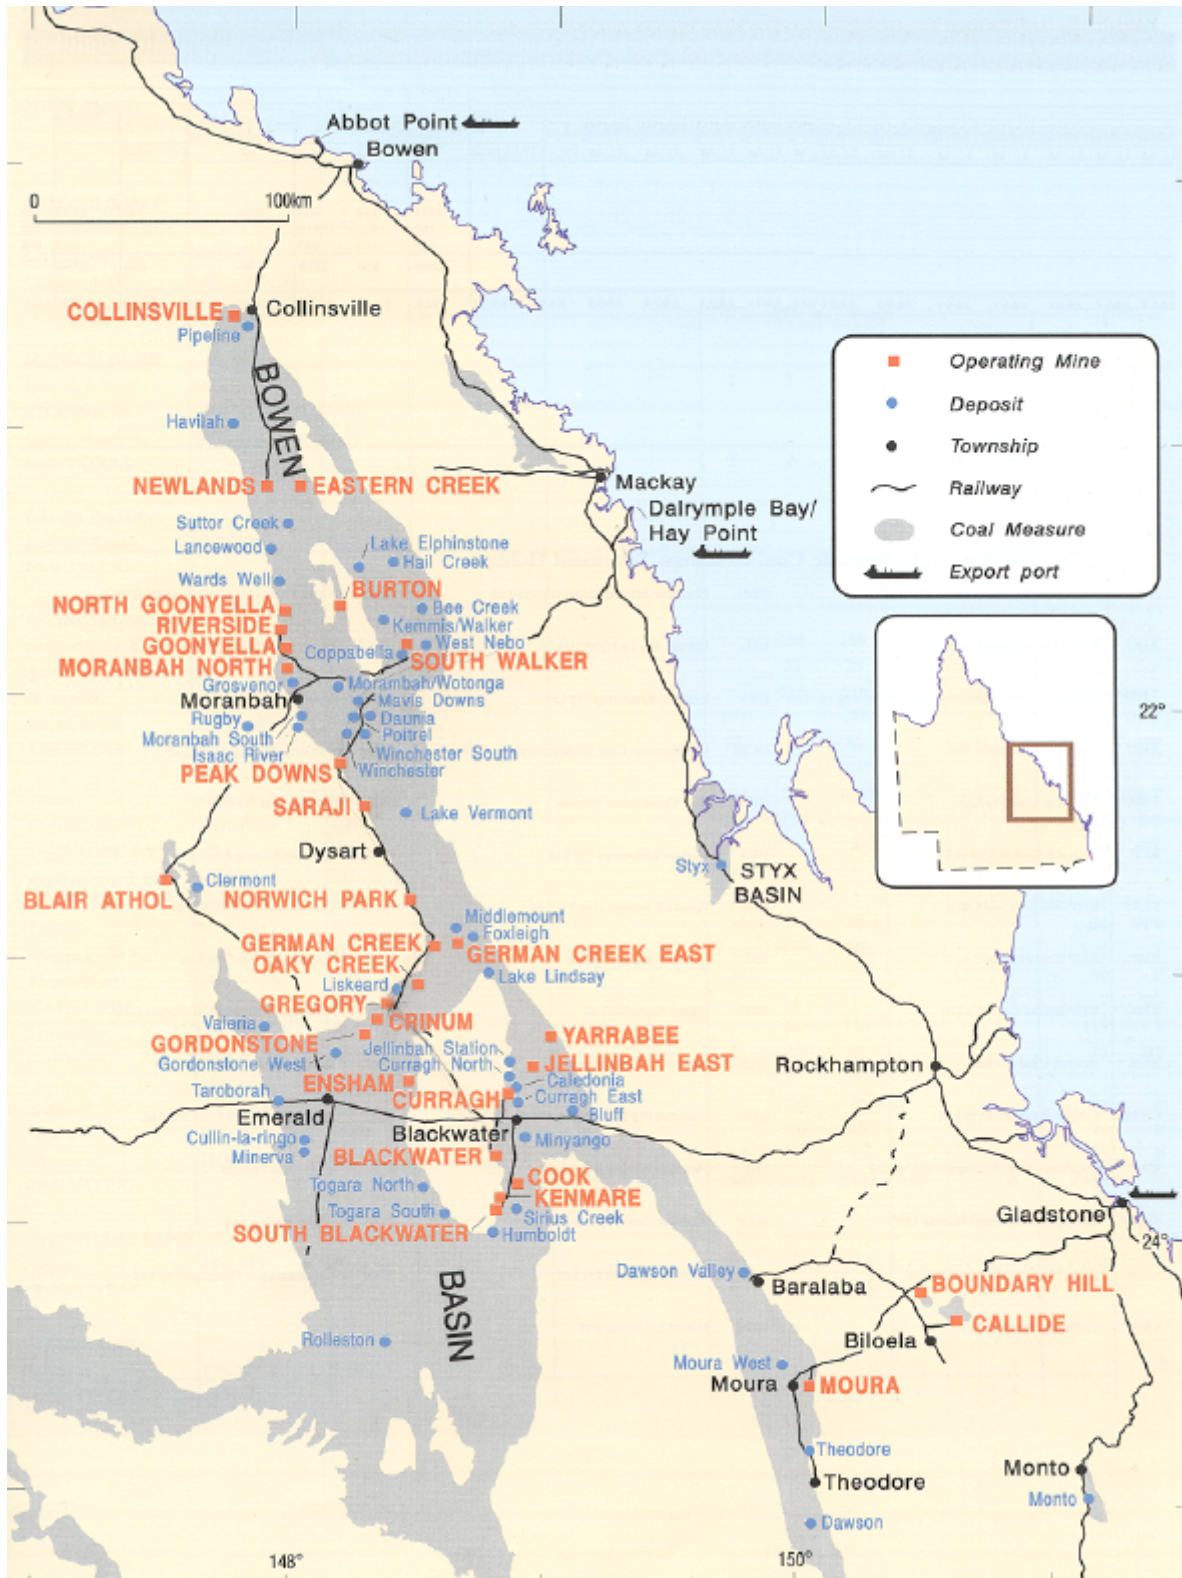 Abbot Point
Bowen
0
100km
COLLINSVILLE
Collinsville
Pipeline
BOWEN
Operating Mine
Deposit
Township
Railway
Coal Measure
Export port
Havilah
NEWLANDS
EASTERN CREEK
Mackay
Dalrymple Bay/
Hay Point
Suttor Creek
Lancewood
Lake Elphinstone
Hail Creek
Wards Well
BURTON
NORTH GOONYELLA
Bee Creek
RIVERSIDE
Kemmis/Walker
GOONYELLA
West Nebo
Coppabella
SOUTH WALKER
MORANBAH NORTH
Grosvenor
Morambah/Wotonga
Moranbah
Mavis Downs
Rugby
Daunia
Moranbah South
Poitrel
Isaac River
Winchester South
PEAK DOWNS
Winchester
22°
SARAJI
Lake Vermont
Dysart
Styx
STYX
BASIN
Clermont
BLAIR ATHOL
NORWICH PARK
Middlemount
Foxleigh
GERMAN CREEK
GERMAN CREEK EAST
OAKY CREEK
Lake Lindsay
Liskeard
GREGORY
CRINUM
Valeria
GORDONSTONE
YARRABEE
Jellinbah Station
Gordonstone West
Curragh North
JELLINBAH EAST
Rockhampton
ENSHAM
Caledonia
Taroborah
CURRAGH
Curragh East
Emerald
Bluff
Blackwater
Cullin-la-ringo
Minyango
Minerva
BLACKWATER
COOK
Togara North
KENMARE
Togara South
Sirius Creek
SOUTH BLACKWATER
Humboldt
Gladstone
24°
Dawson Valley
Baralaba
BOUNDARY HILL
BASIN
CALLIDE
Rolleston
Biloela
Moura West
Moura
MOURA
Theodore
Theodore
Monto
Monto
Dawson
148°
150°